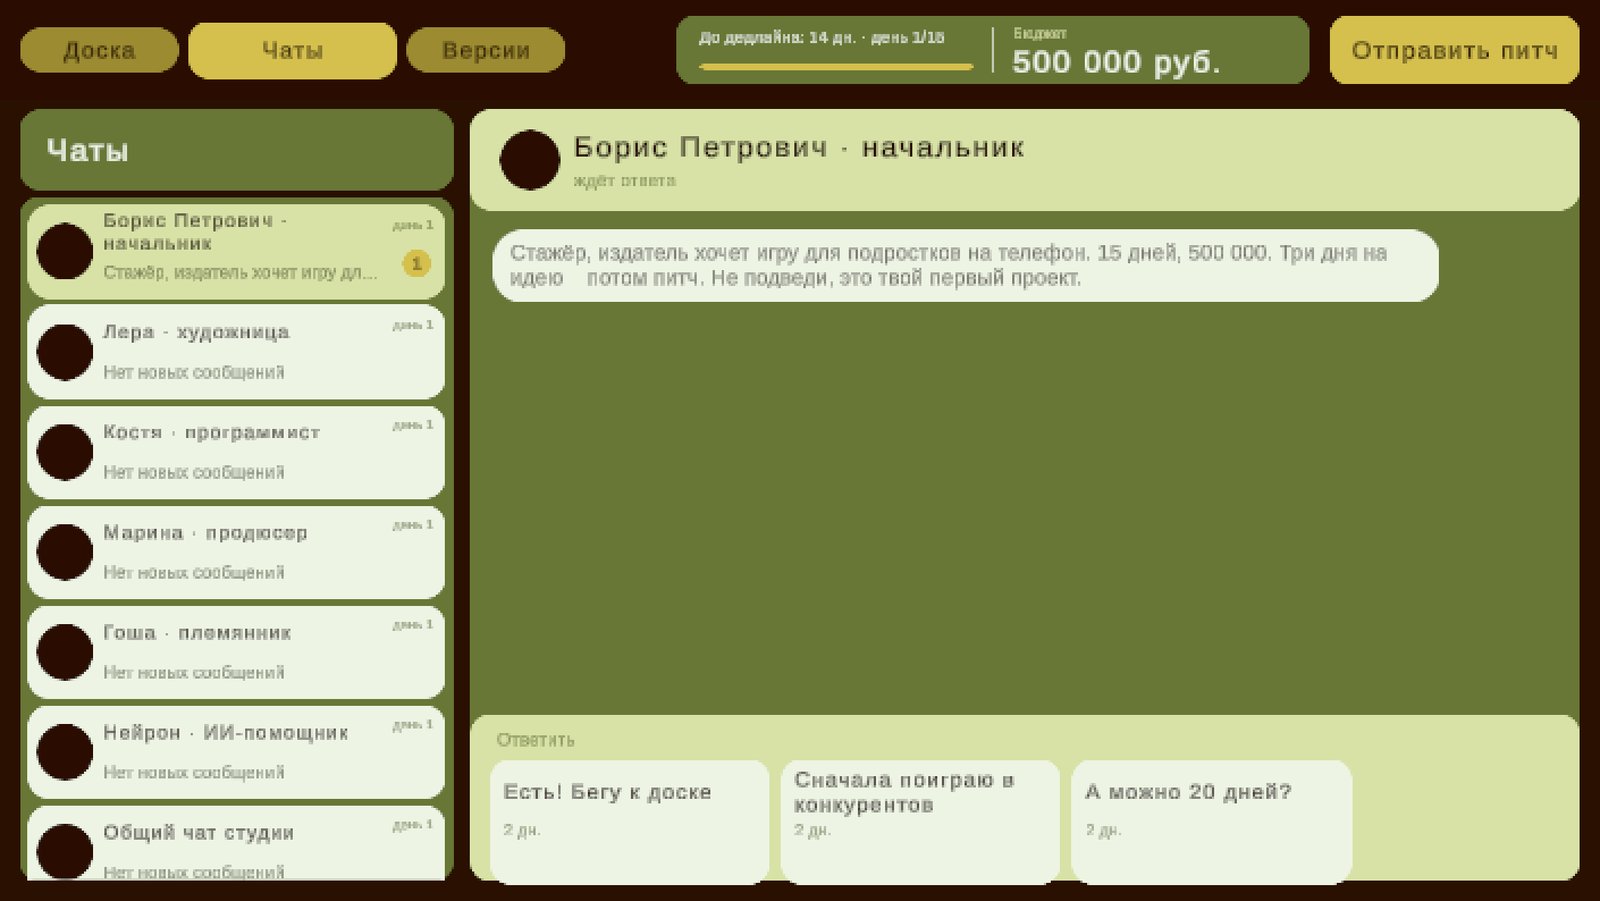 Доска
Чаты
Версии
До дедлайна: 14 дн. · день 1/15
Бюджет
500 000 руб.
Отправить питч
Чаты
Борис Петрович ·
начальник
день 1
Стажёр, издатель хочет игру дл...
1
Лера · художница
день 1
Нет новых сообщений
Костя · программист
день 1
Нет новых сообщений
Марина · продюсер
день 1
Нет новых сообщений
Гоша · племянник
день 1
Нет новых сообщений
Нейрон · ИИ-помощник
день 1
Нет новых сообщений
Общий чат студии
день 1
Нет новых сообщений
Борис Петрович · начальник
ждёт ответа
Стажёр, издатель хочет игру для подростков на телефон. 15 дней, 500 000. Три дня на
идею потом питч. Не подведи, это твой первый проект.
Ответить
Есть! Бегу к доске
2 дн.
Сначала поиграю в
конкурентов
2 дн.
А можно 20 дней?
2 дн.